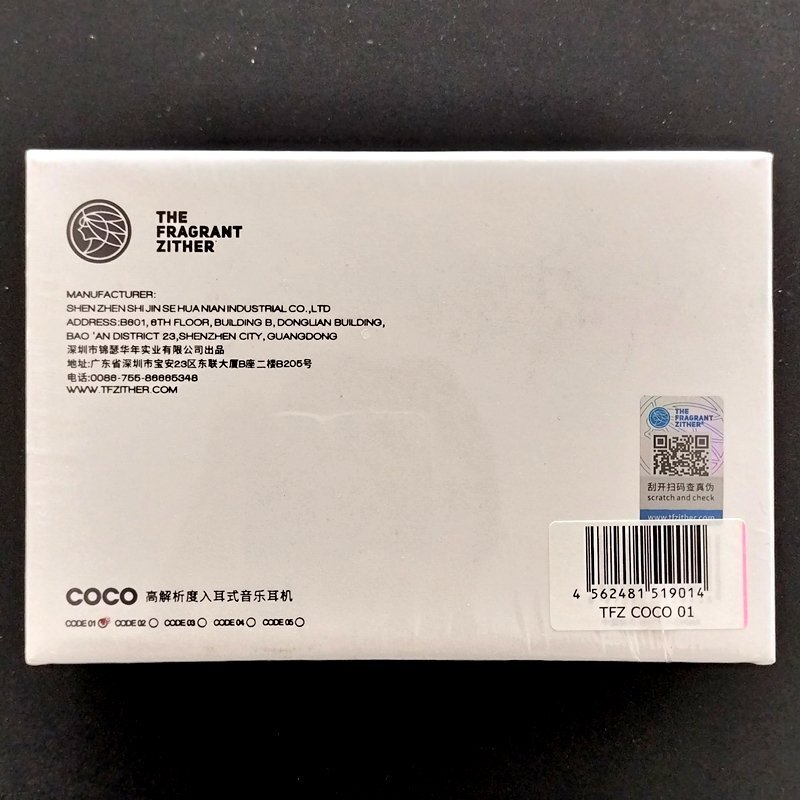 THE
FRAGRANT
ZITHER
MANUFACTURER:
SHEN ZHEN SHI JIN SE HUA NIAN INDUSTRIAL CO.,LTD
ADDRESS:B601, 6TH FLOOR, BUILDING B, DONGLIAN BUILDING,
BAO 'AN DISTRICT 23,SHENZHEN CITY, GUANGDONG
深圳市锦瑟华年实业有限公司出品
地址:广东省深圳市宝安23区东联大厦B座二楼B205号
电话:0086-755-86665348
WWW.TFZITHER.COM
THE
FRAGRANT
ZITHER®
刮开扫码查真伪
scratch and check
www.tfzither.com
4 562481 519014
TFZ COCO 01
COCO 高解析度入耳式音乐耳机
CODE 01 CODE 02 CODE 03 CODE 04 CODE 05